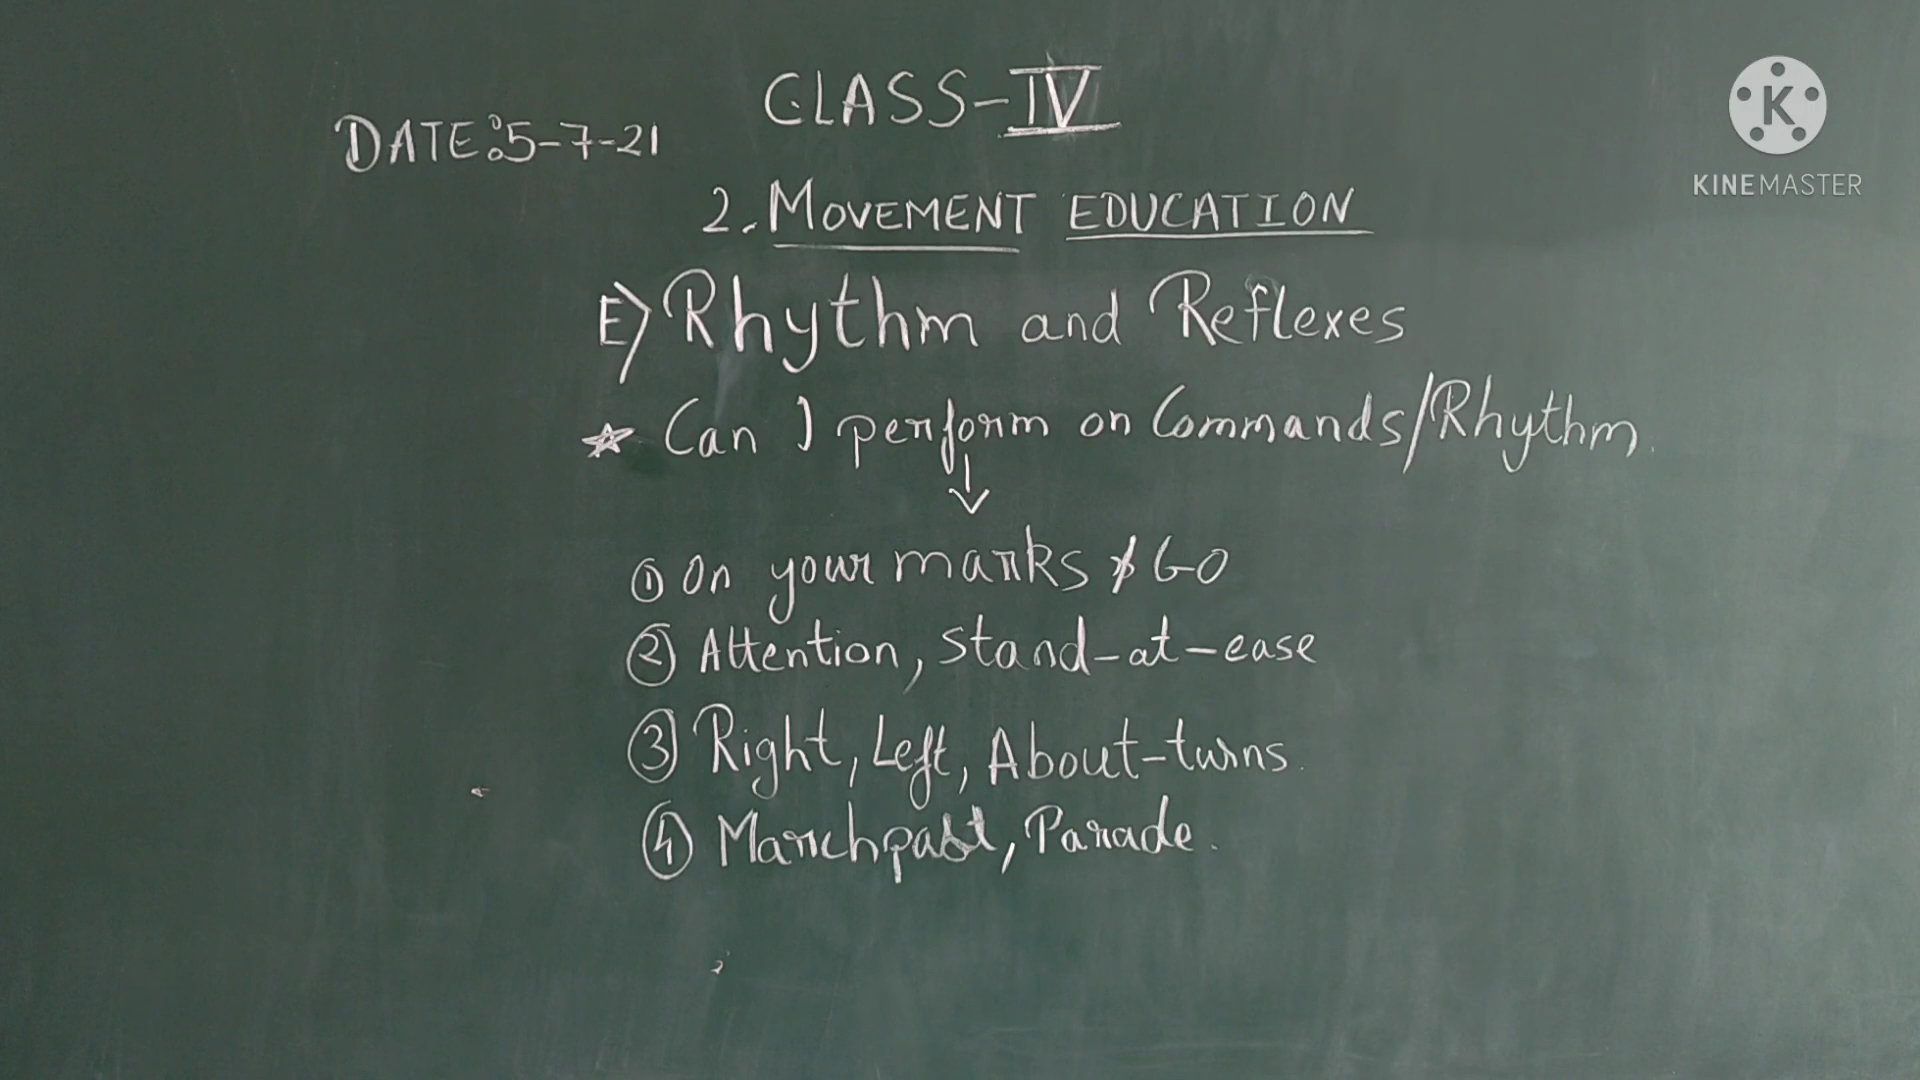 CLASS-IV
DATE:5-7-21
2. MOVEMENT EDUCATION
E) Rhythm and Reflexes
* Can I perform on Commands/Rhythm.
↓
① On your marks & GO
② Attention, Stand-at-ease
③ Right, Left, About-turns.
④ Marchpast, Parade.
K
KINEMASTER